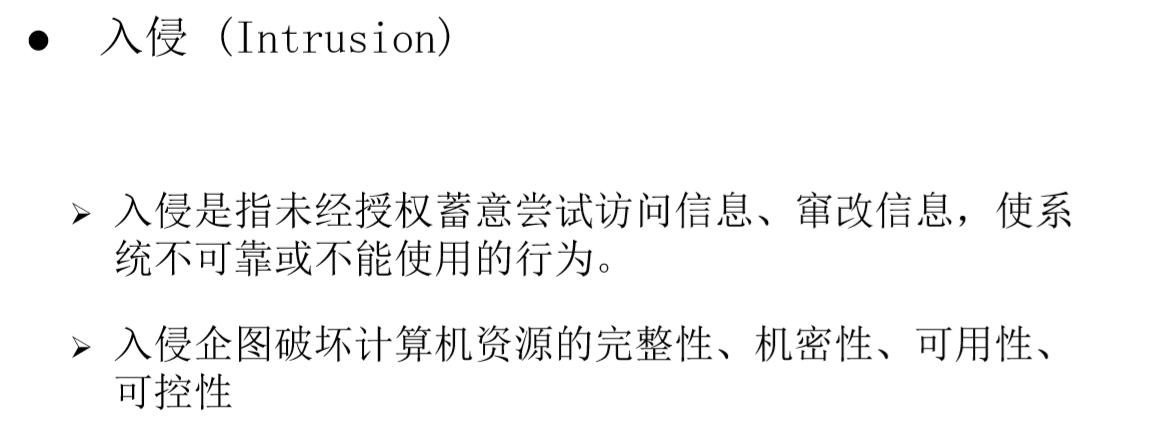 ● 入侵 (Intrusion)
➢ 入侵是指未经授权蓄意尝试访问信息、窜改信息，使系
统不可靠或不能使用的行为。
➢ 入侵企图破坏计算机资源的完整性、机密性、可用性、
可控性